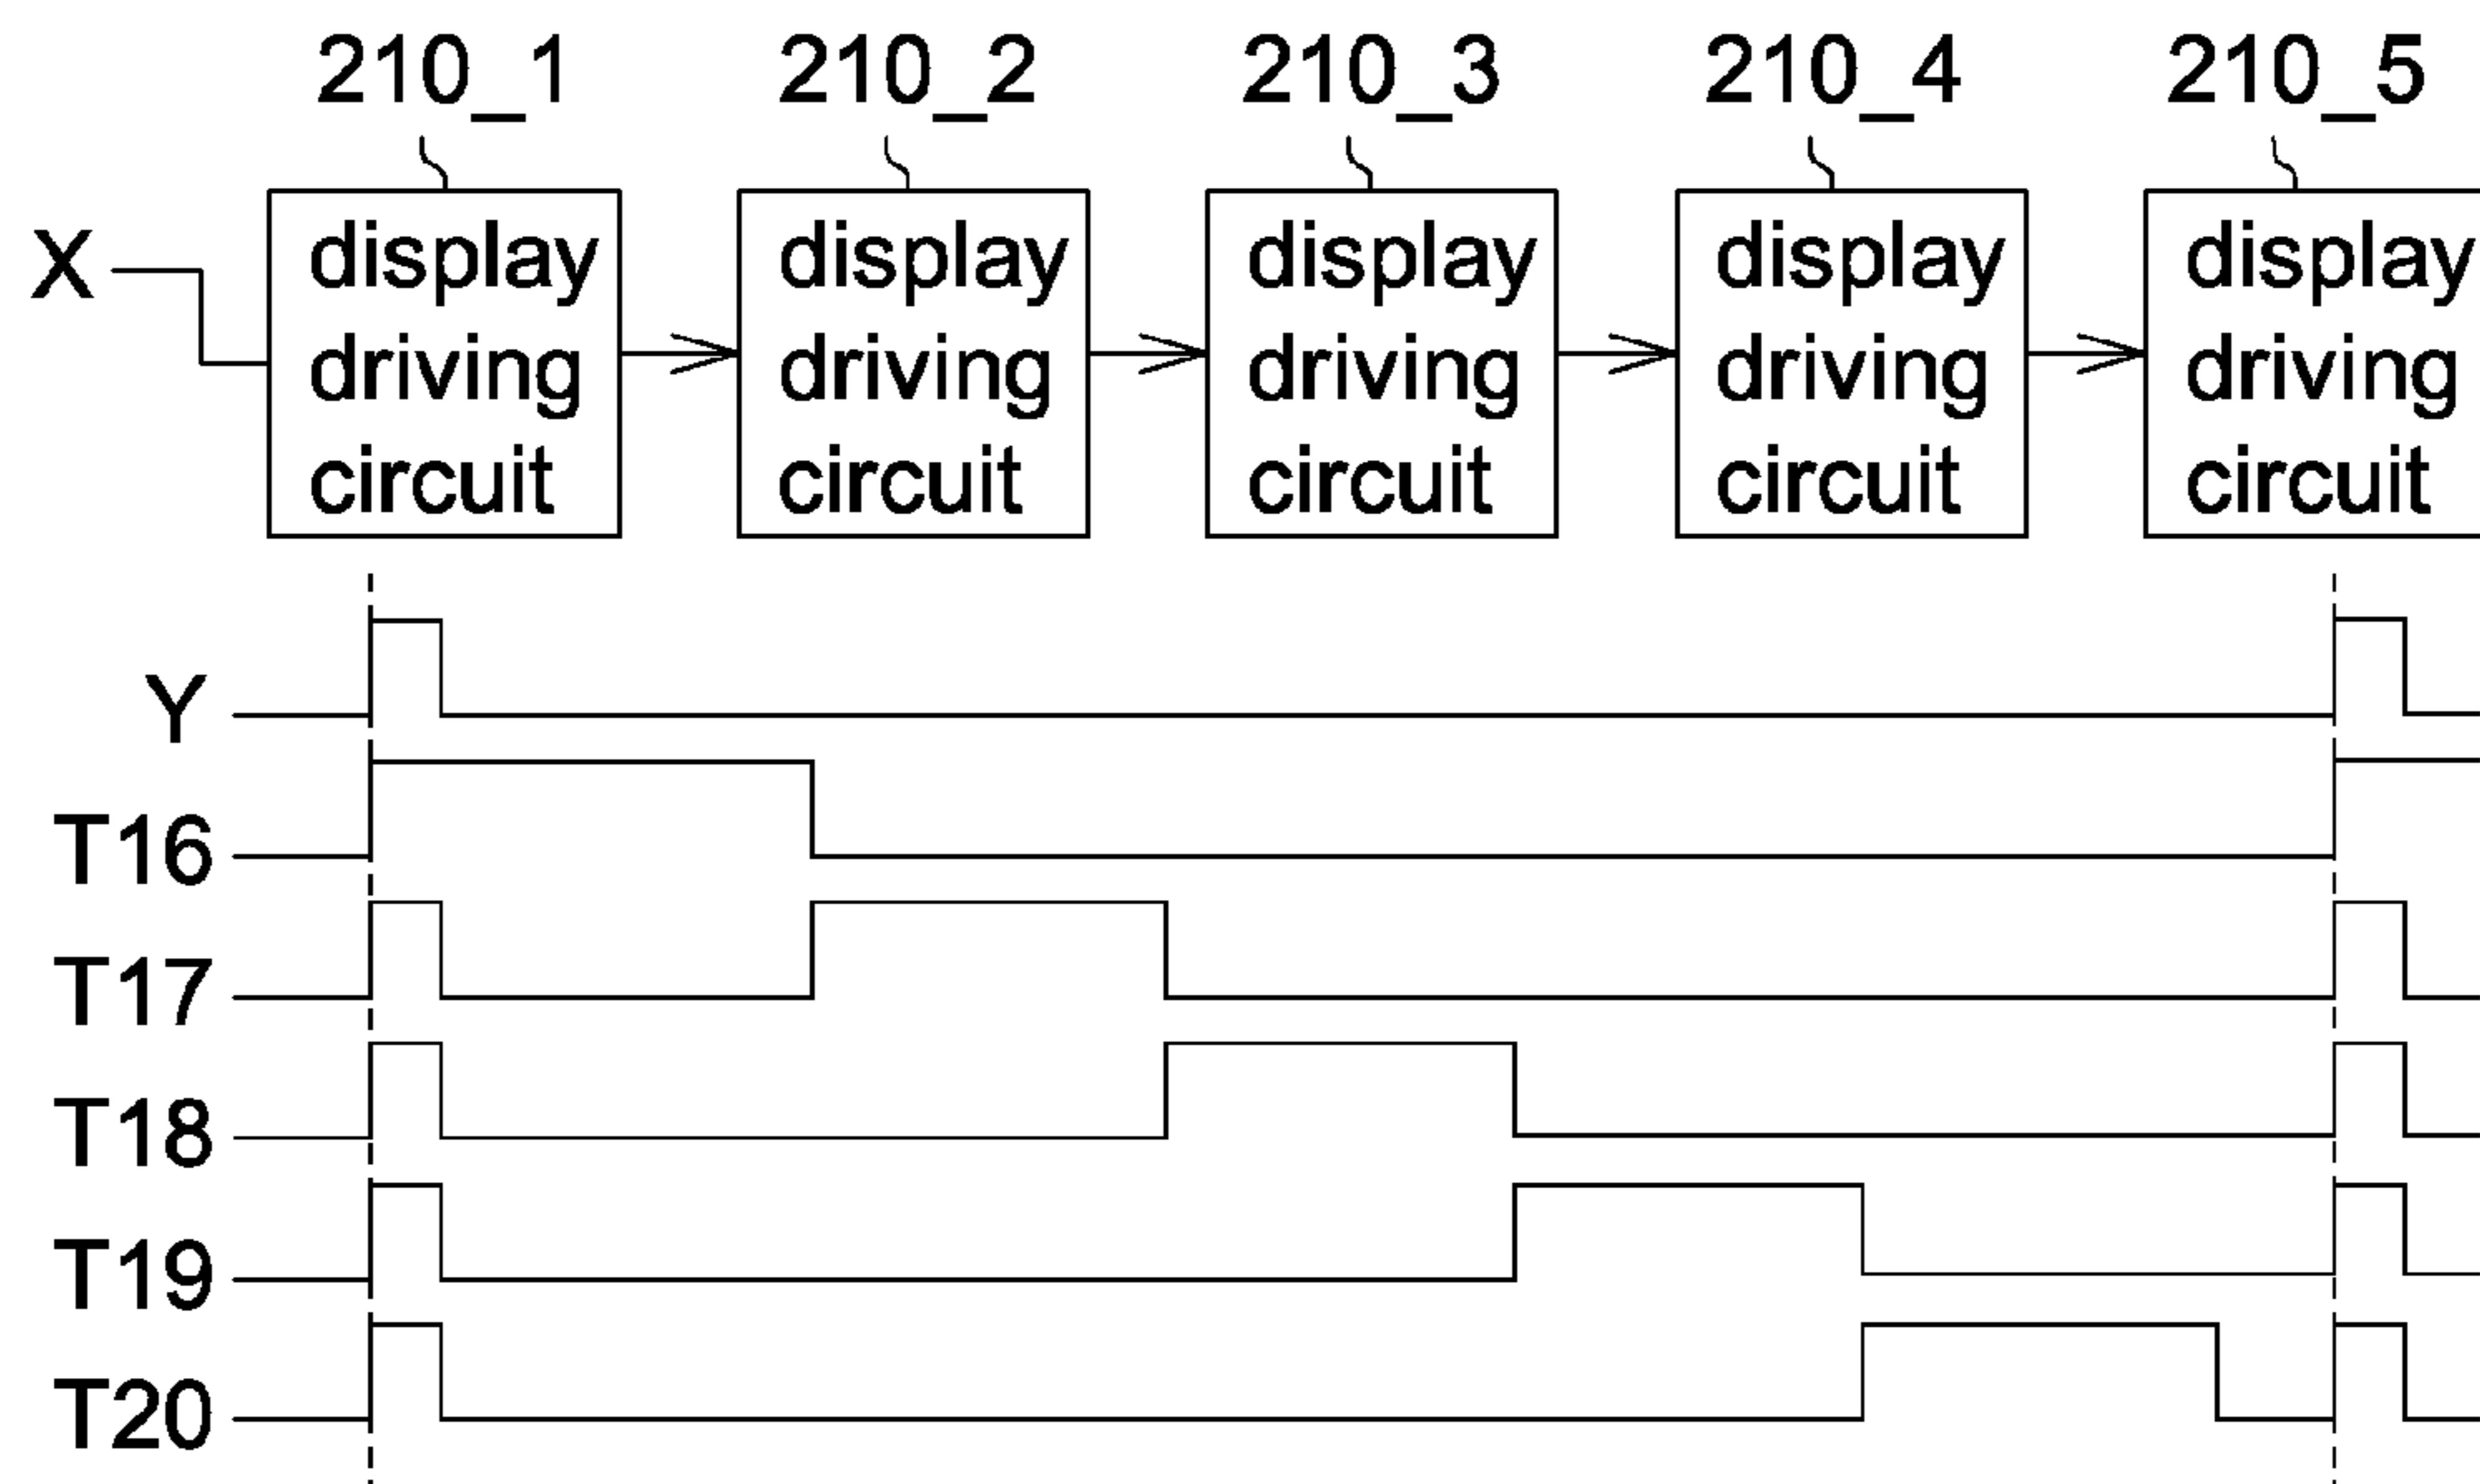 210_1 210_2 210_3 210_4 210_5
X
display display display display display
driving driving driving driving driving
circuit circuit circuit circuit circuit
Y
T16
T17
T18
T19
T20